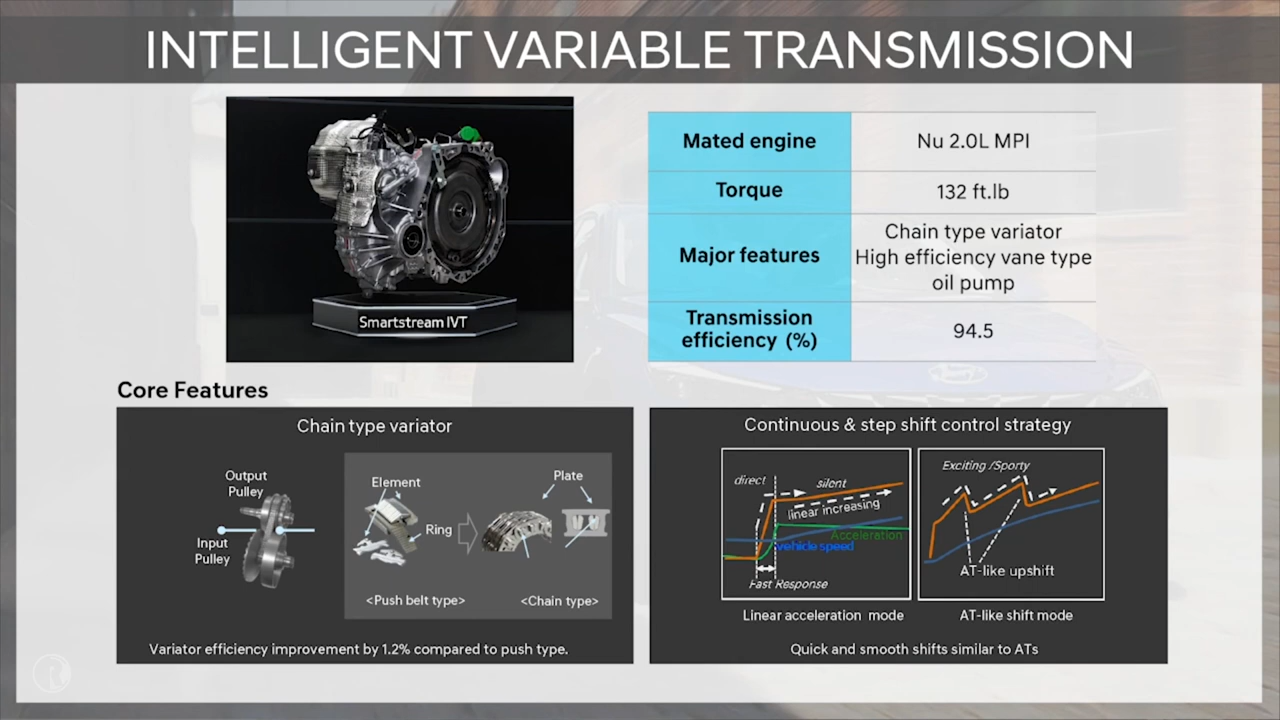 INTELLIGENT VARIABLE TRANSMISSION
Smartstream IVT
Mated engine
Nu 2.0L MPI
Torque
132 ft.lb
Major features
Chain type variator
High efficiency vane type
oil pump
Transmission
efficiency (%)
94.5
Core Features
Chain type variator
Output
Pulley
Input
Pulley
Element
Ring
Plate
<Push belt type>
<Chain type>
Variator efficiency improvement by 1.2% compared to push type.
Continuous & step shift control strategy
direct
silent
linear increasing
Acceleration
vehicle speed
Fast Response
Linear acceleration mode
Exciting /Sporty
AT-like upshift
AT-like shift mode
Quick and smooth shifts similar to ATs